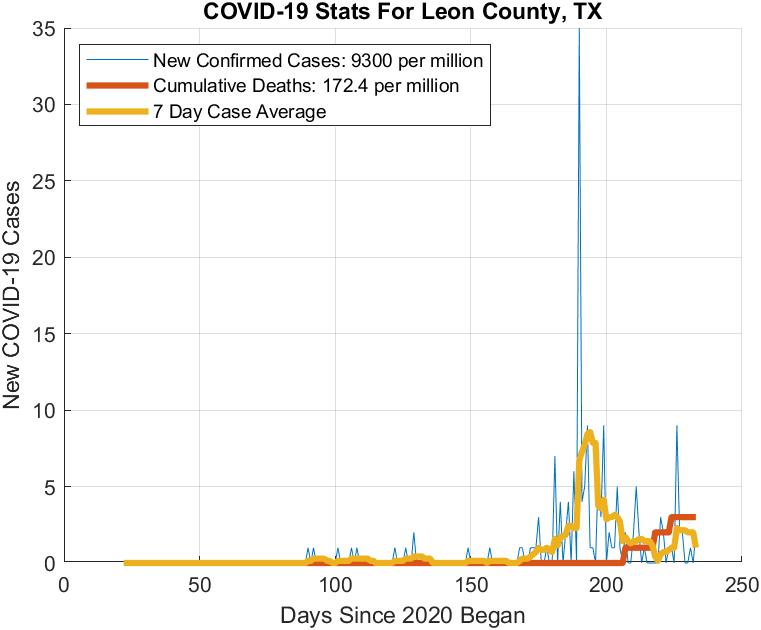 COVID-19 Stats For Leon County, TX
New Confirmed Cases: 9300 per million
Cumulative Deaths: 172.4 per million
7 Day Case Average
New COVID-19 Cases
35
30
25
20
15
10
5
0
0 50 100 150 200 250
Days Since 2020 Began